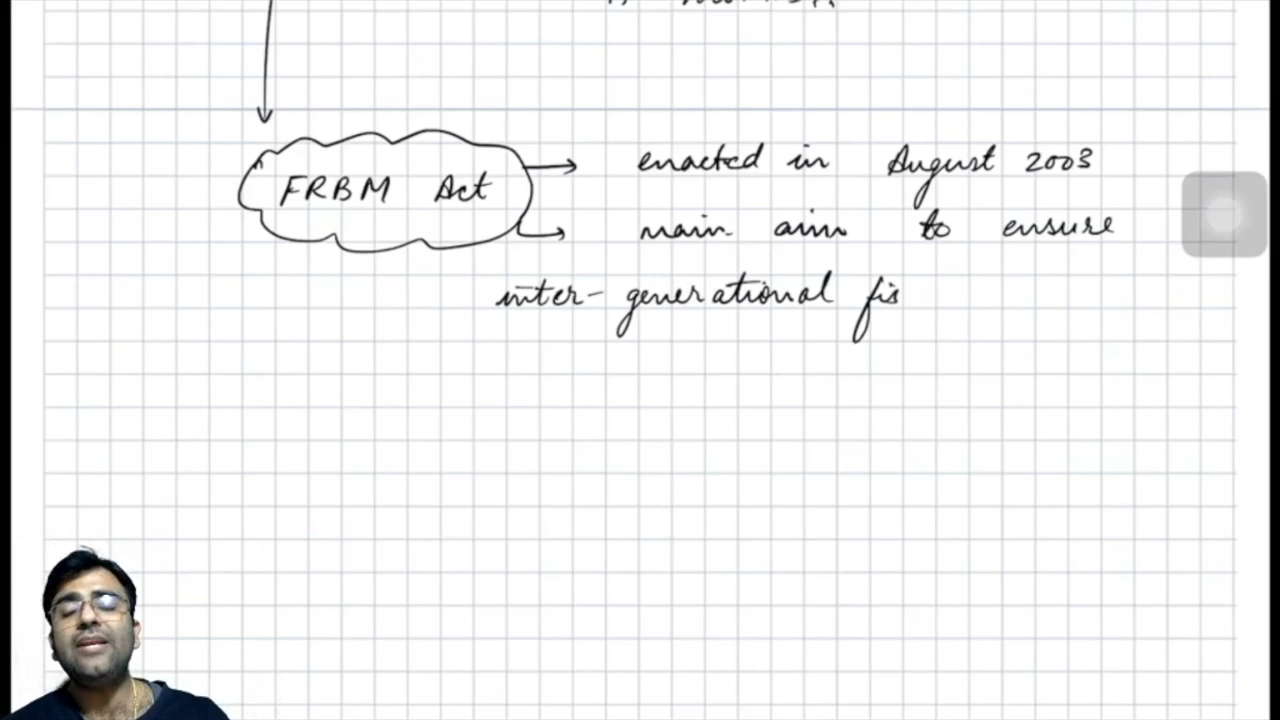 FRBM Act
enacted in August 2003
main aim to ensure
inter-generational fis